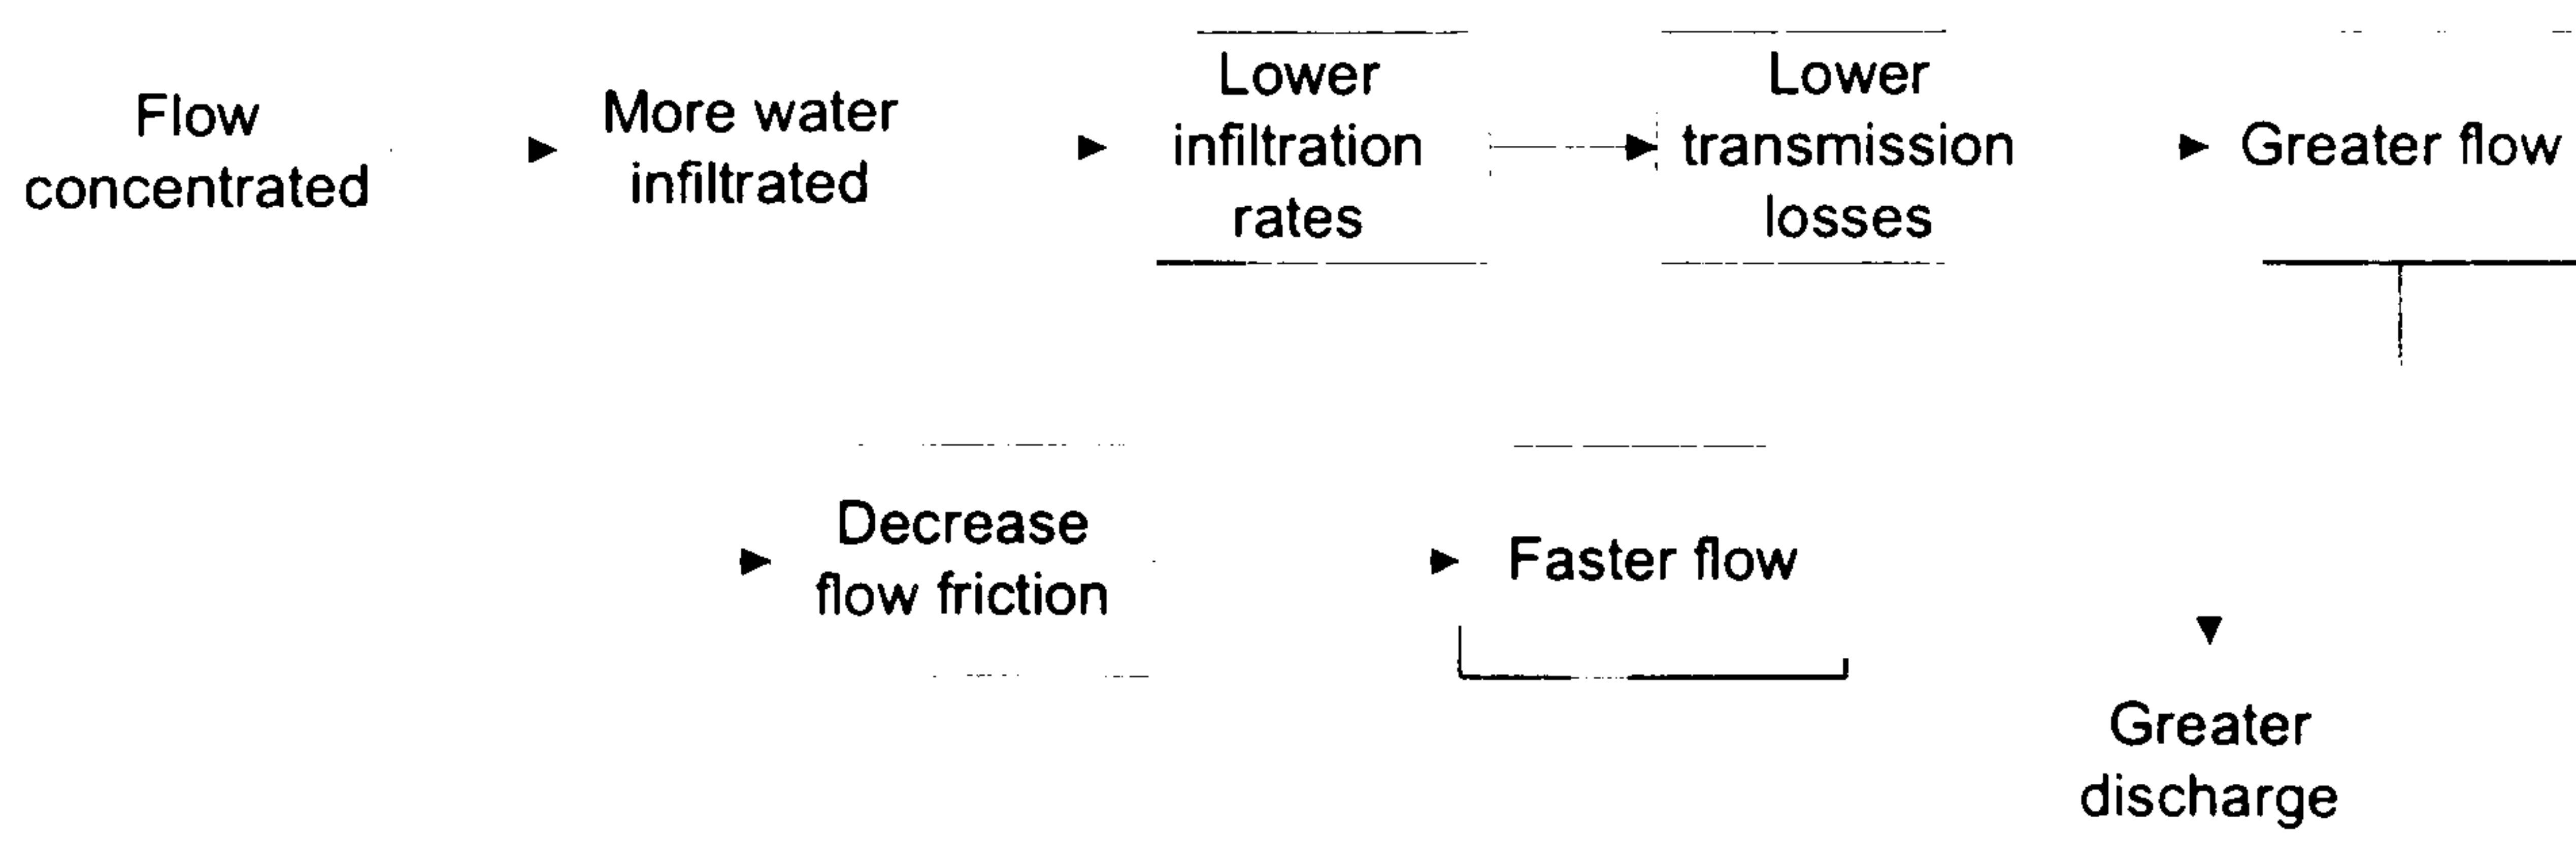 Flow
concentrated
More water
infiltrated
Lower
infiltration
rates
Lower
transmission
losses
Greater flow
Decrease
flow friction
Faster flow
Greater
discharge